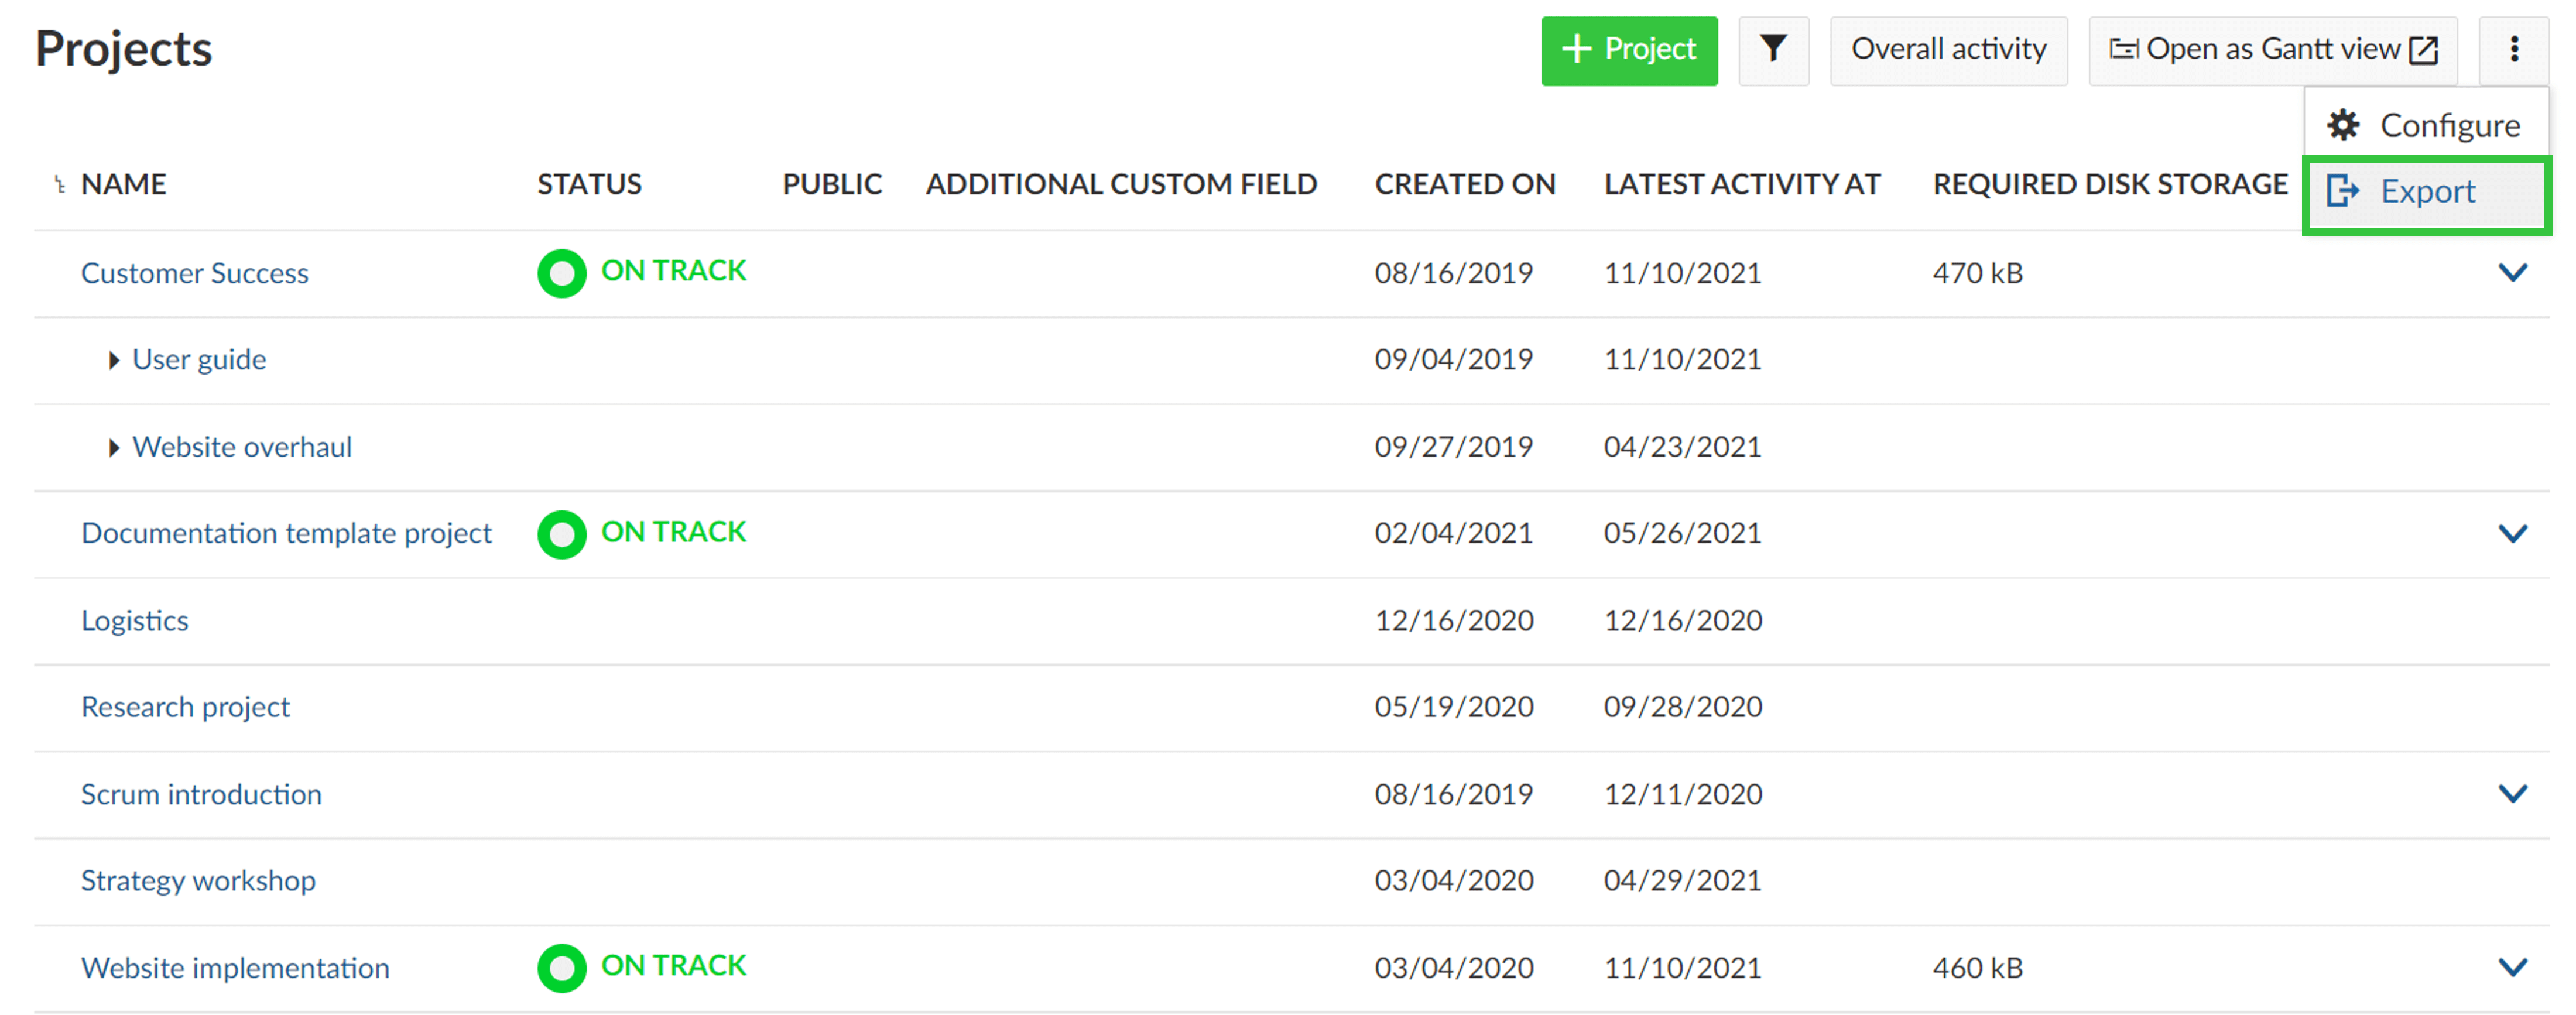 Projects
Project
Overall activity
Open as Gantt view
Configure
Export
NAME STATUS PUBLIC ADDITIONAL CUSTOM FIELD CREATED ON LATEST ACTIVITY AT REQUIRED DISK STORAGE
Customer Success ON TRACK 08/16/2019 11/10/2021 470 kB
User guide 09/04/2019 11/10/2021
Website overhaul 09/27/2019 04/23/2021
Documentation template project ON TRACK 02/04/2021 05/26/2021
Logistics 12/16/2020 12/16/2020
Research project 05/19/2020 09/28/2020
Scrum introduction 08/16/2019 12/11/2020
Strategy workshop 03/04/2020 04/29/2021
Website implementation ON TRACK 03/04/2020 11/10/2021 460 kB